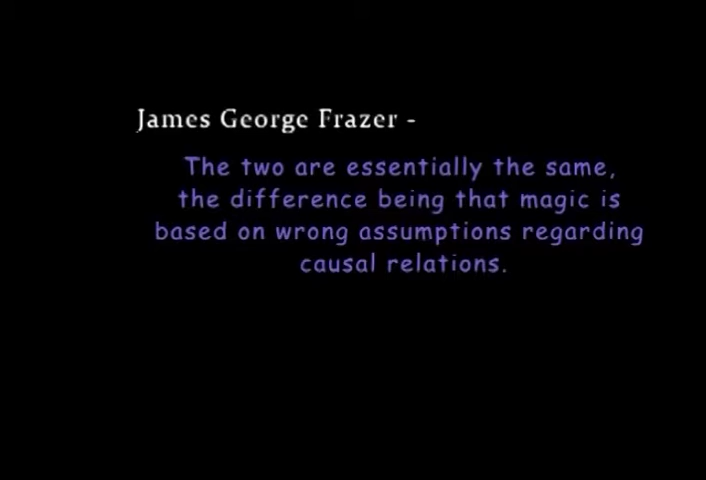 James George Frazer -
The two are essentially the same,
the difference being that magic is
based on wrong assumptions regarding
causal relations.